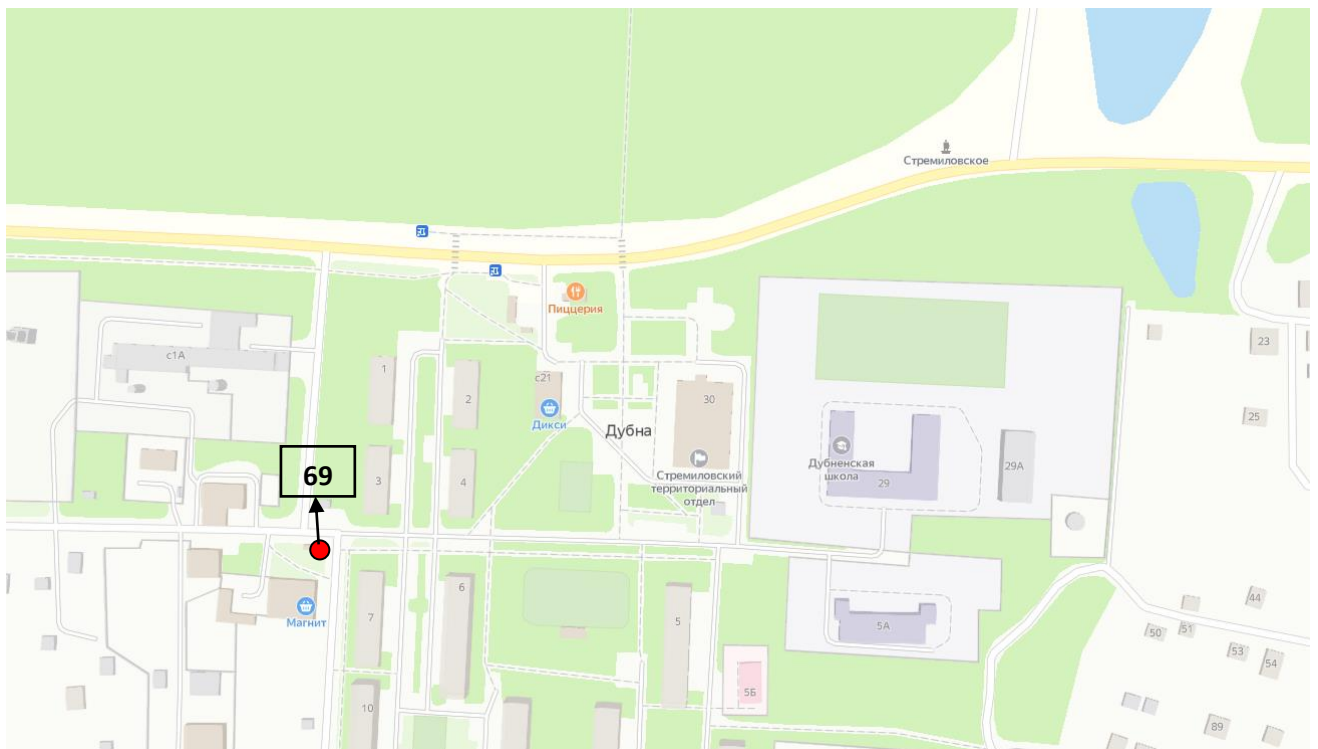 Стремиловское
Пиццерия
23
с1А
1
с21
2
30
25
Дикси
Дубна
69
3
4
Стремиловский
территориальный
отдел
Дубненская
школа
29
29А
6
44
Магнит
7
5
5А
50
51
53
54
5Б
10
89